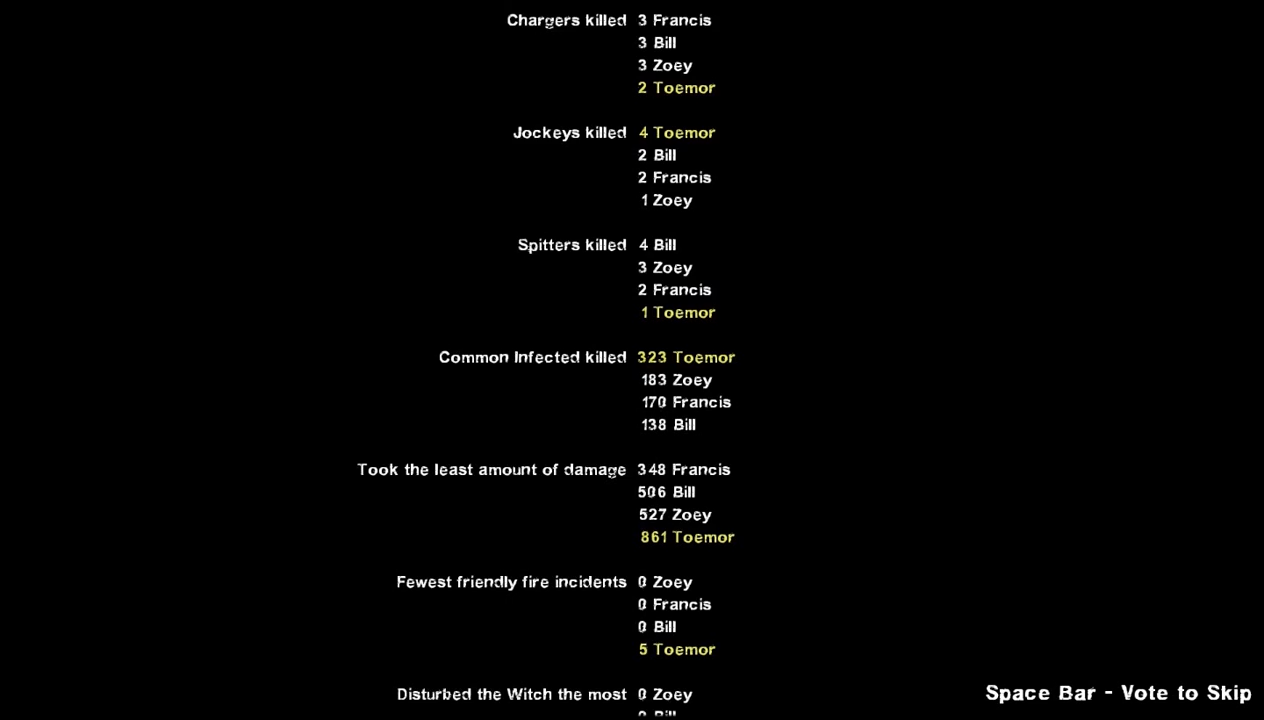 Chargers killed 3 Francis
3 Bill
3 Zoey
2 Toemor
Jockeys killed 4 Toemor
2 Bill
2 Francis
1 Zoey
Spitters killed 4 Bill
3 Zoey
2 Francis
1 Toemor
Common Infected killed 323 Toemor
183 Zoey
170 Francis
138 Bill
Took the least amount of damage 348 Francis
506 Bill
527 Zoey
861 Toemor
Fewest friendly fire incidents 0 Zoey
0 Francis
0 Bill
5 Toemor
Disturbed the Witch the most 0 Zoey
0 Bill
Space Bar - Vote to Skip